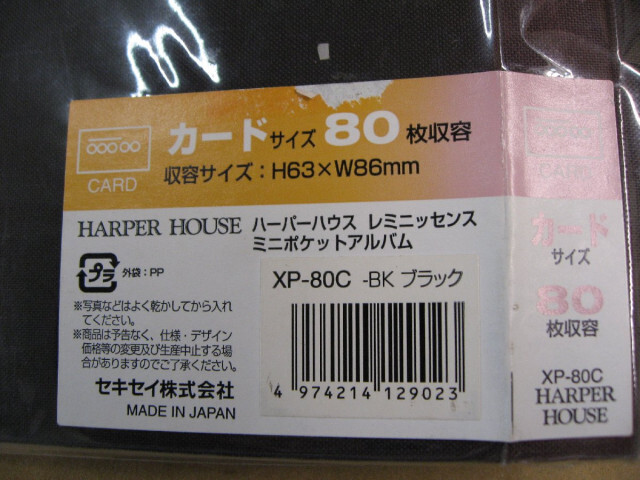 カードサイズ 80 枚収容
CARD
収容サイズ：H63×W86mm
HARPER HOUSE ハーパーハウス レミニッセンス
ミニポケットアルバム
プラ 外袋：PP
※写真などはよく乾かしてから入れ
てください。
※商品は予告なく、仕様・デザイン
価格等の変更及び生産中止する場
合がありますのでご了承ください。
セキセイ株式会社
MADE IN JAPAN
XP-80C -BK ブラック
4 974214 129023
CARD
カード
サイズ
80
枚収容
XP-80C
HARPER
HOUSE